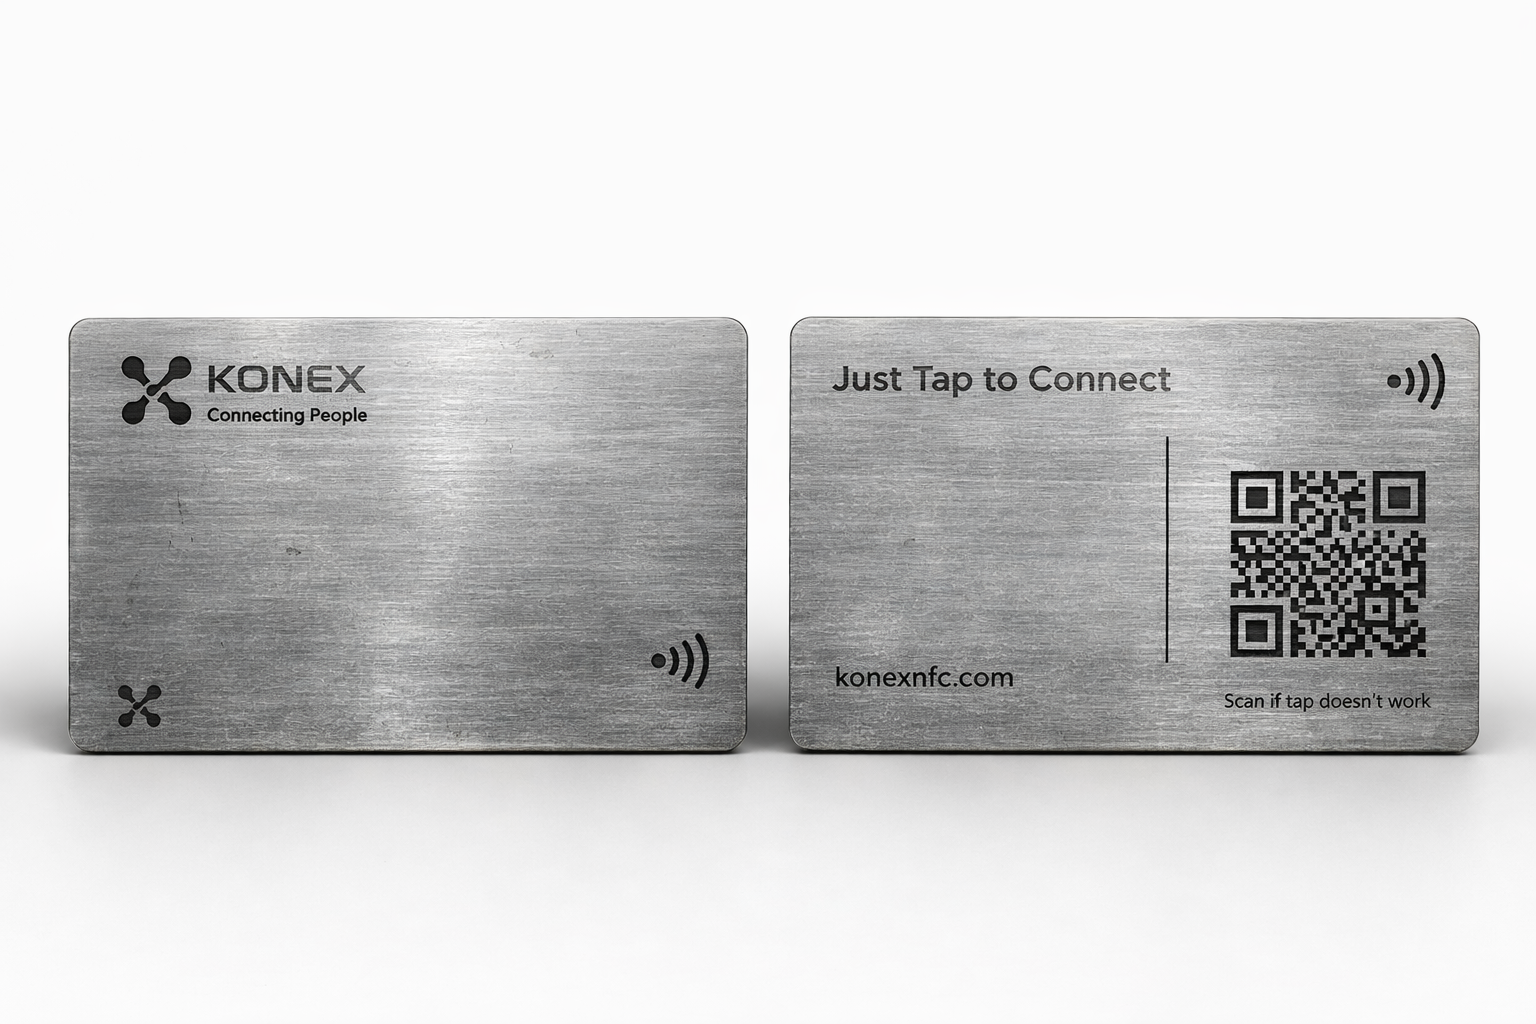 KONEX
Connecting People
Just Tap to Connect
konexnfc.com
Scan if tap doesn't work